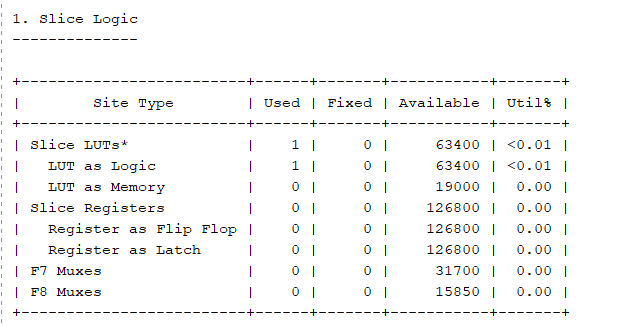 1. Slice Logic
--------------
+-------------------------+------+-------+-----------+-------+
|        Site Type        | Used | Fixed | Available | Util% |
+-------------------------+------+-------+-----------+-------+
| Slice LUTs*             |    1 |     0 |     63400 | <0.01 |
|   LUT as Logic          |    1 |     0 |     63400 | <0.01 |
|   LUT as Memory         |    0 |     0 |     19000 |  0.00 |
| Slice Registers         |    0 |     0 |    126800 |  0.00 |
|   Register as Flip Flop |    0 |     0 |    126800 |  0.00 |
|   Register as Latch     |    0 |     0 |    126800 |  0.00 |
| F7 Muxes                |    0 |     0 |     31700 |  0.00 |
| F8 Muxes                |    0 |     0 |     15850 |  0.00 |
+-------------------------+------+-------+-----------+-------+